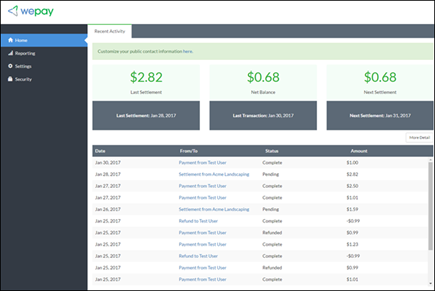 wepay
Home
Reporting
Settings
Security
Recent Activity
Customise your public contact information here.
$2.82
Last Settlement
Last Settlement: Jan 28, 2017
$0.68
Net Balance
Last Transaction: Jan 30, 2017
$0.68
Next Settlement
Next Settlement: Jan 31, 2017
More Detail
Date From/To Status Amount
Jan 30, 2017 Payment from Test User Complete $1.00
Jan 28, 2017 Settlement from Acme Landscaping Pending $2.82
Jan 27, 2017 Payment from Test User Complete $2.50
Jan 27, 2017 Payment from Test User Complete $1.01
Jan 26, 2017 Settlement from Acme Landscaping Pending $1.59
Jan 25, 2017 Refund to Test User Complete -$0.99
Jan 25, 2017 Payment from Test User Refunded $0.99
Jan 25, 2017 Payment from Test User Complete $1.23
Jan 25, 2017 Refund to Test User Complete -$0.99
Jan 25, 2017 Payment from Test User Refunded $0.99
Jan 25, 2017 Payment from Test User Complete $1.01